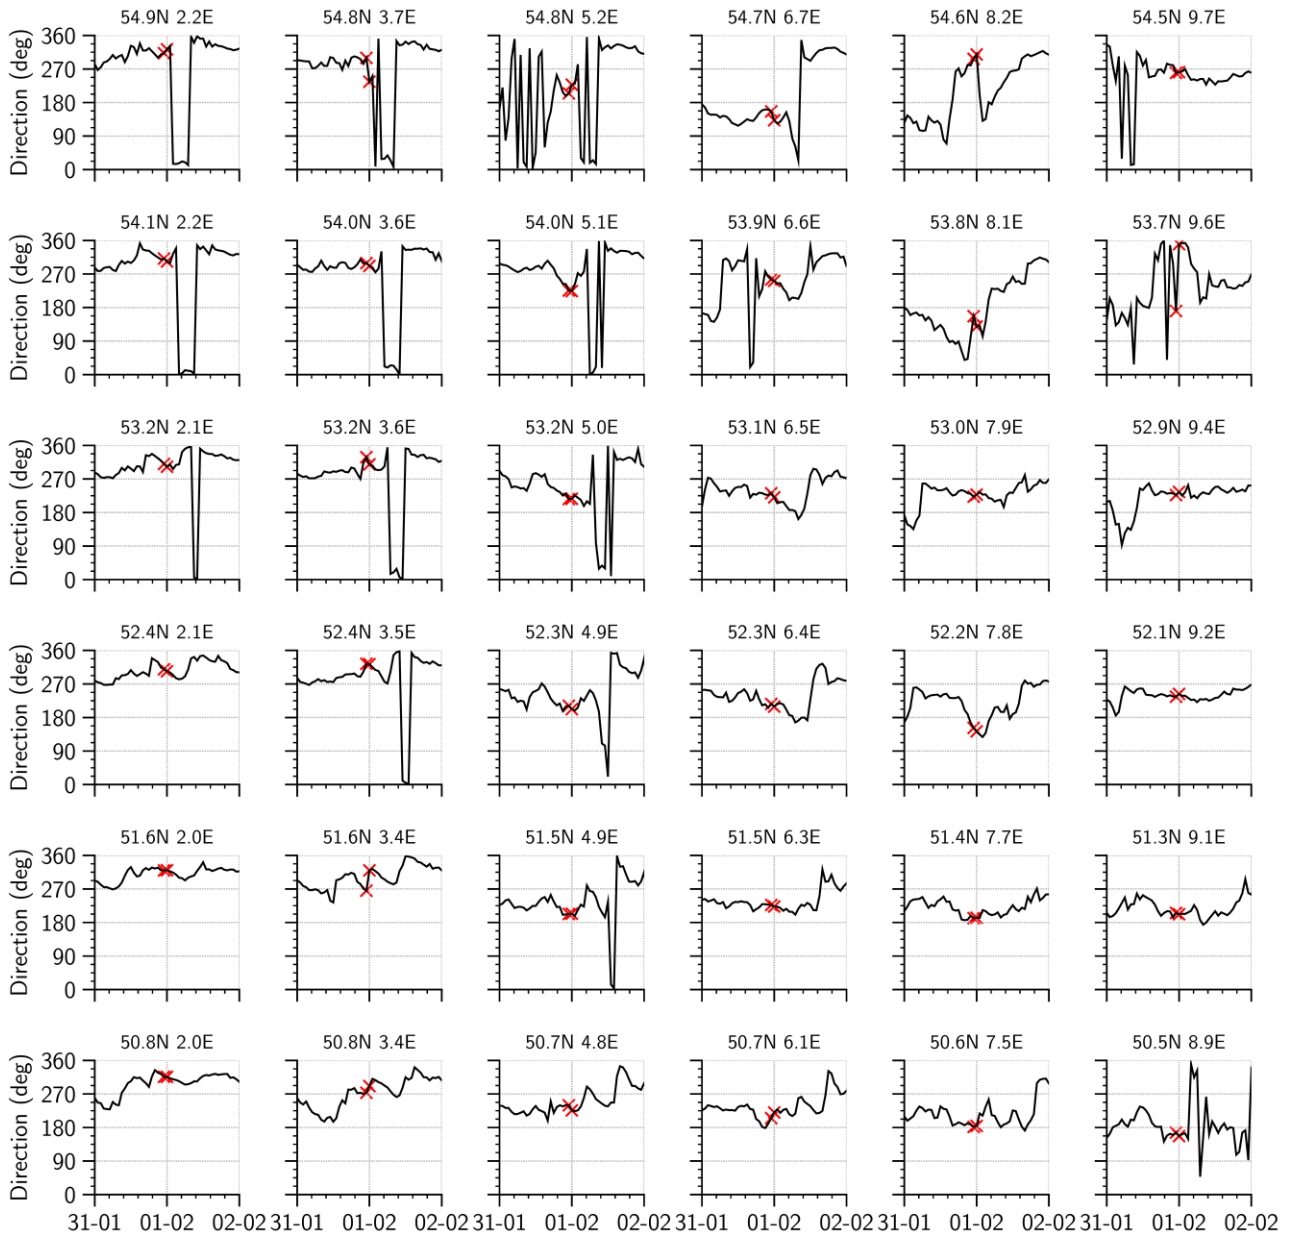 54.9N 2.2E 54.8N 3.7E 54.8N 5.2E 54.7N 6.7E 54.6N 8.2E 54.5N 9.7E
Direction (deg)
360
270
180
90
0
54.1N 2.2E 54.0N 3.6E 54.0N 5.1E 53.9N 6.6E 53.8N 8.1E 53.7N 9.6E
Direction (deg)
360
270
180
90
0
53.2N 2.1E 53.2N 3.6E 53.2N 5.0E 53.1N 6.5E 53.0N 7.9E 52.9N 9.4E
Direction (deg)
360
270
180
90
0
52.4N 2.1E 52.4N 3.5E 52.3N 4.9E 52.3N 6.4E 52.2N 7.8E 52.1N 9.2E
Direction (deg)
360
270
180
90
0
51.6N 2.0E 51.6N 3.4E 51.5N 4.9E 51.5N 6.3E 51.4N 7.7E 51.3N 9.1E
Direction (deg)
360
270
180
90
0
50.8N 2.0E 50.8N 3.4E 50.7N 4.8E 50.7N 6.1E 50.6N 7.5E 50.5N 8.9E
Direction (deg)
360
270
180
90
0
31-01 01-02 02-02 31-01 01-02 02-02 31-01 01-02 02-02 31-01 01-02 02-02 31-01 01-02 02-02 31-01 01-02 02-02